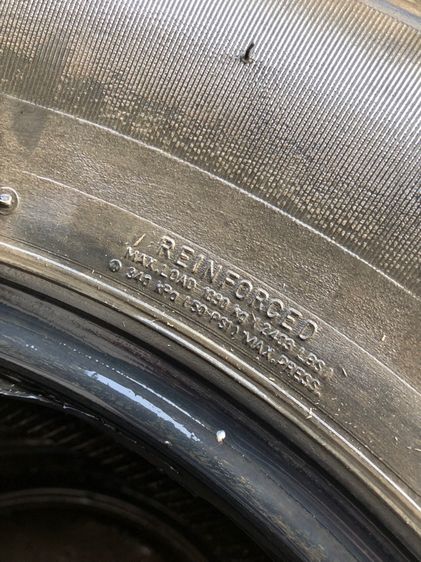 REINFORCED
MAX.LOAD 1090 kg ( 2403 LBS )
@ 340 kPa (50 PSI) MAX.PRESS.